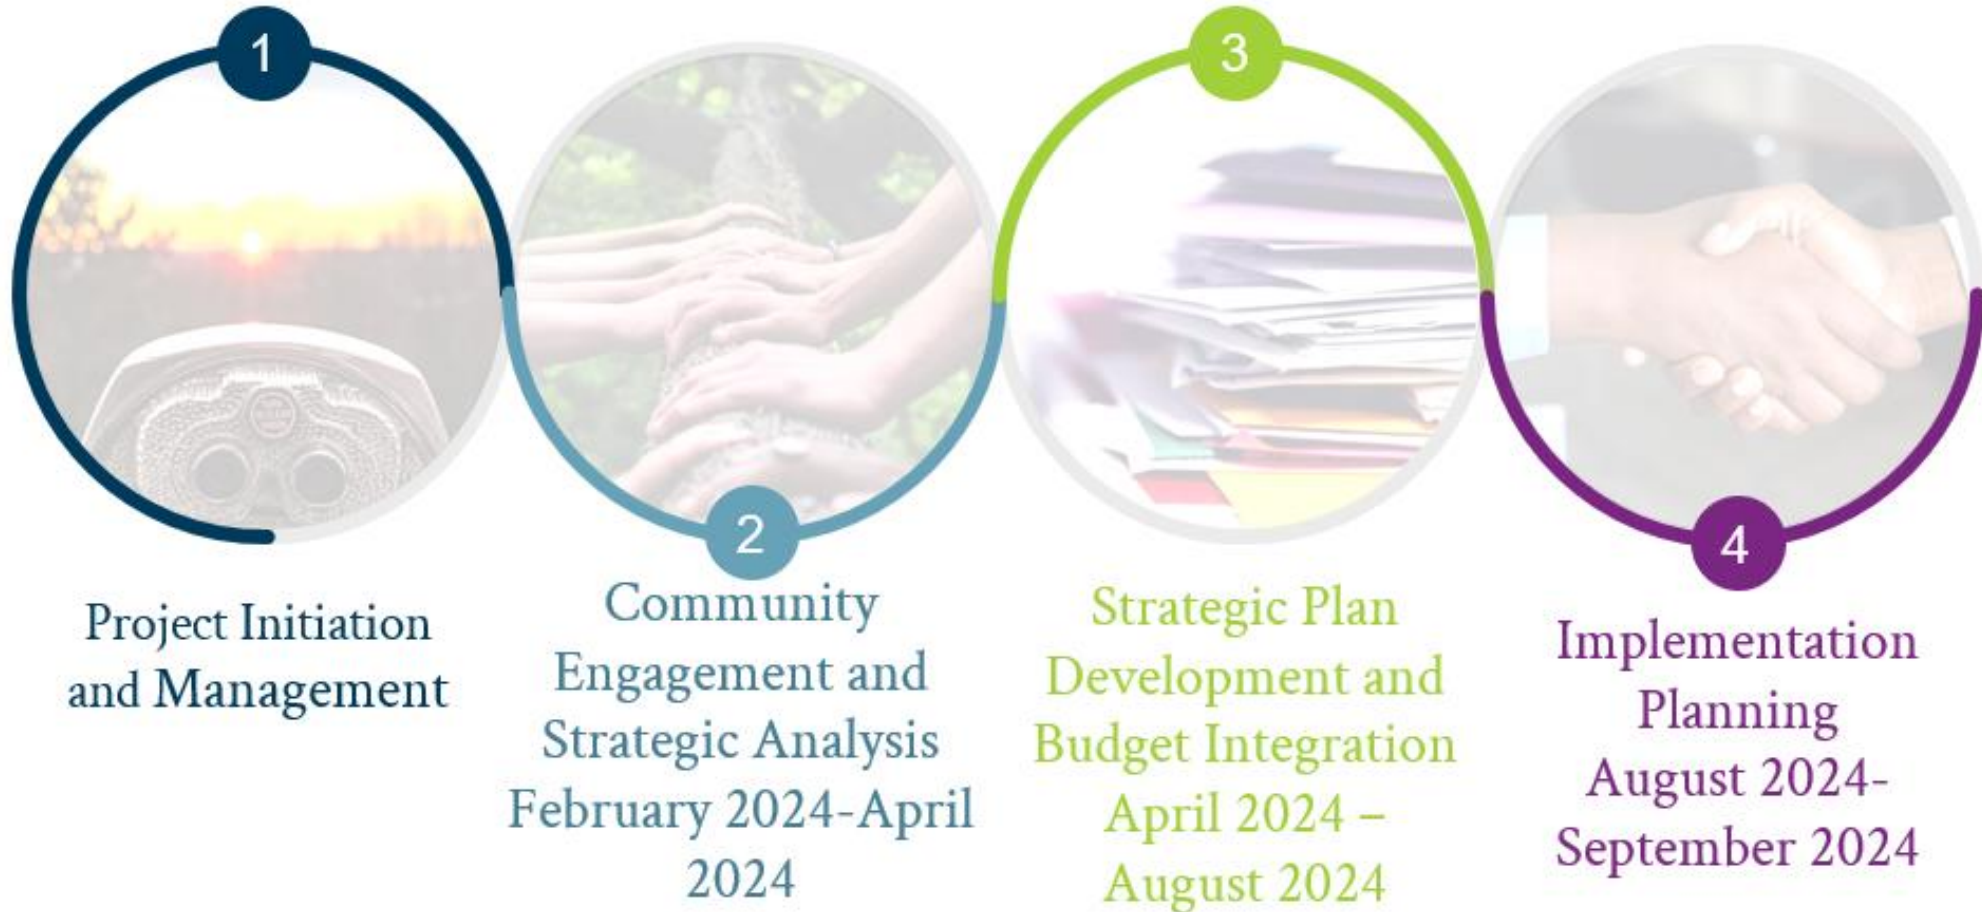 1
Project Initiation
and Management
2
Community
Engagement and
Strategic Analysis
February 2024-April
2024
3
Strategic Plan
Development and
Budget Integration
April 2024 –
August 2024
4
Implementation
Planning
August 2024-
September 2024